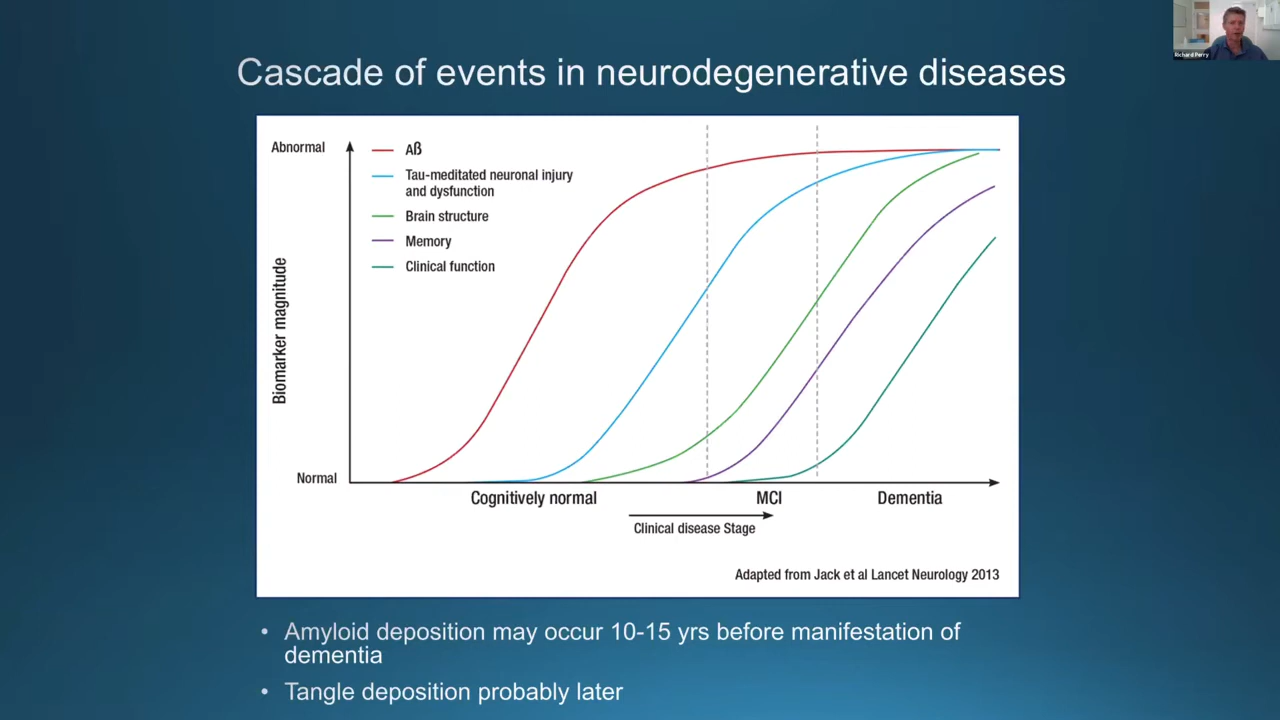 Richard Perry
Cascade of events in neurodegenerative diseases
Abnormal
Aß
Tau-meditated neuronal injury
and dysfunction
Brain structure
Memory
Clinical function
Biomarker magnitude
Normal
Cognitively normal
MCI
Dementia
Clinical disease Stage
Adapted from Jack et al Lancet Neurology 2013
• Amyloid deposition may occur 10-15 yrs before manifestation of
dementia
• Tangle deposition probably later